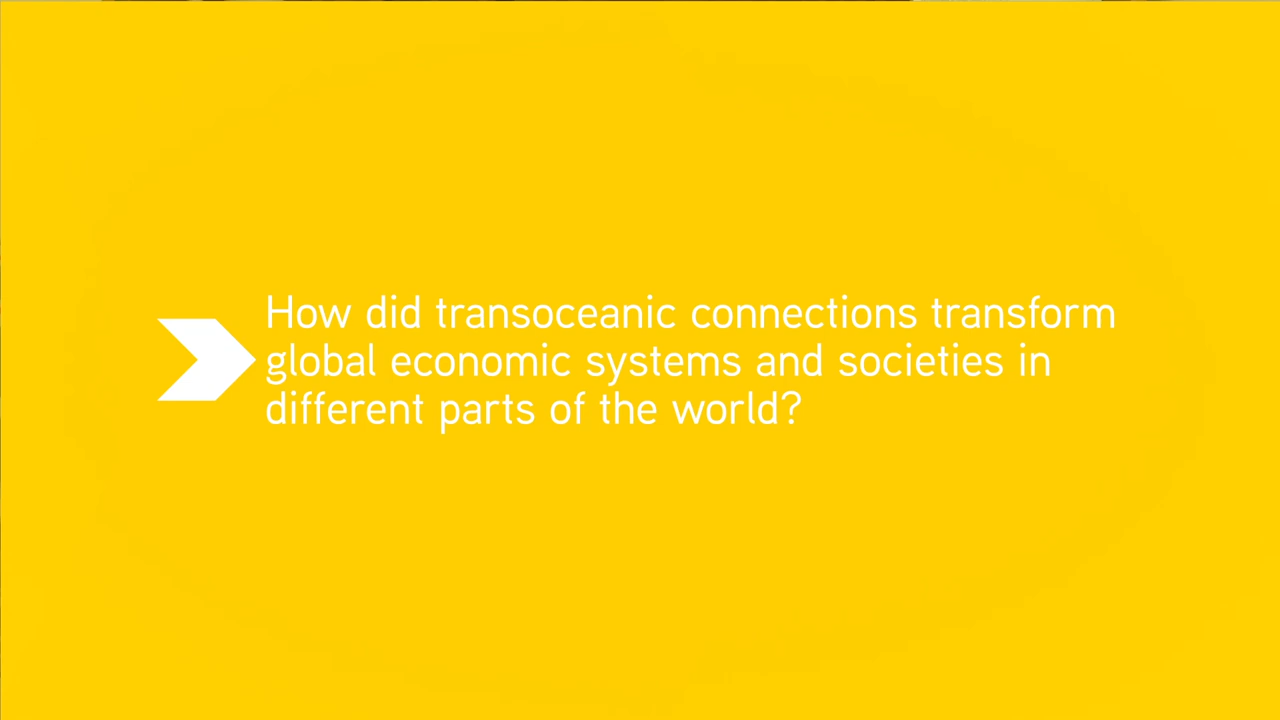 How did transoceanic connections transform
global economic systems and societies in
different parts of the world?